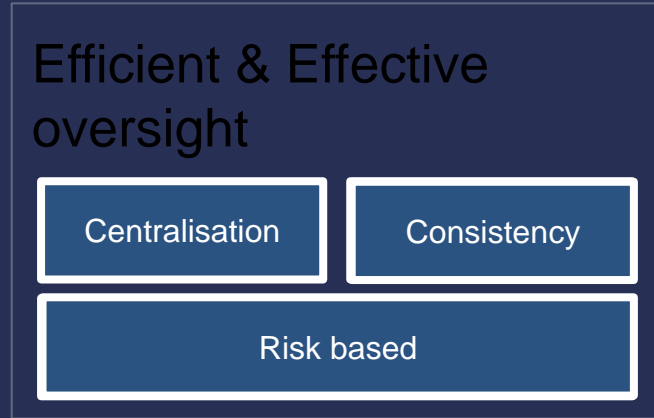 Efficient & Effective
oversight
Centralisation
Consistency
Risk based